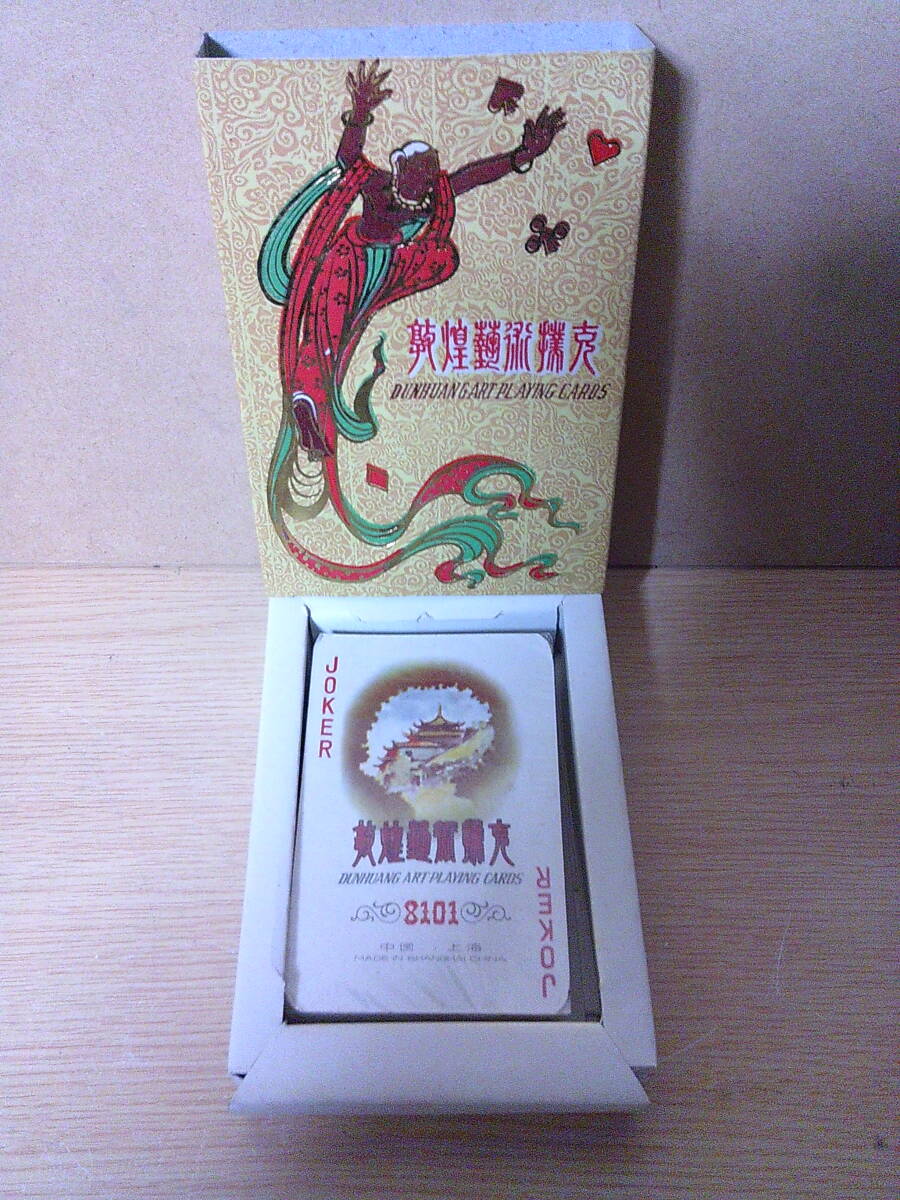 敦煌藝術撲克
DUNHUANG ART PLAYING CARDS
JOKER
敦煌藝術撲克
DUNHUANG ART PLAYING CARDS
8101
中国 · 上海
MADE IN SHANGHAI CHINA
JOKER